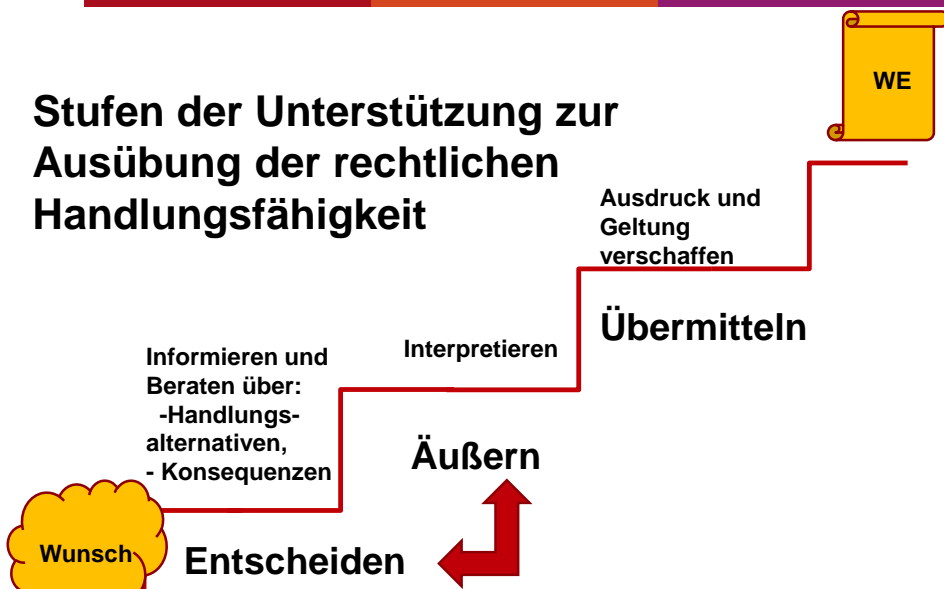 WE
Stufen der Unterstützung zur
Ausübung der rechtlichen
Handlungsfähigkeit
Ausdruck und
Geltung
verschaffen
Übermitteln
Interpretieren
Informieren und
Beraten über:
-Handlungs-
alternativen,
- Konsequenzen
Äußern
Wunsch
Entscheiden